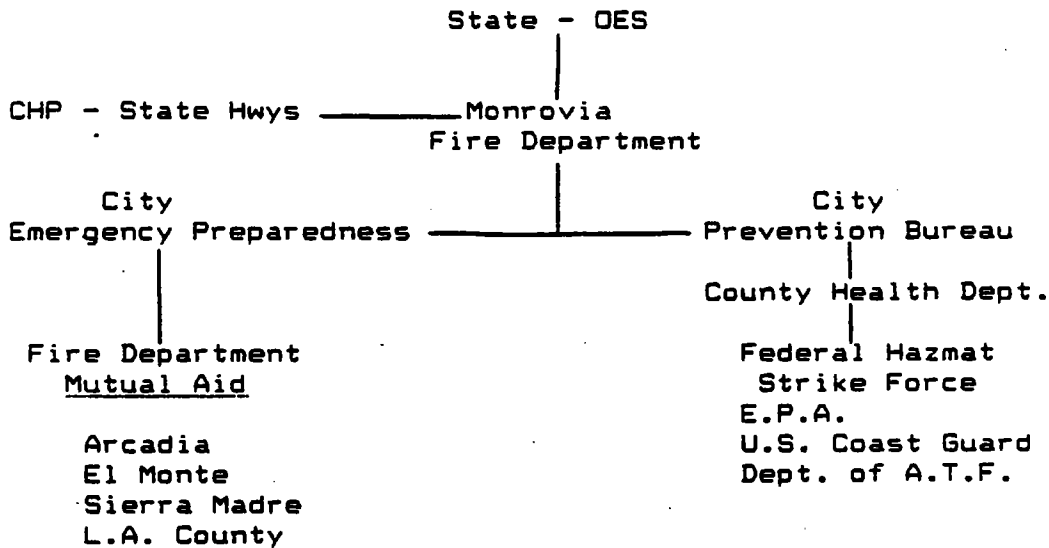 State - OES
CHP - State Hwys
Monrovia
Fire Department
City
Emergency Preparedness
City
Prevention Bureau
County Health Dept.
Fire Department
Mutual Aid
Arcadia
El Monte
Sierra Madre
L.A. County
Federal Hazmat
Strike Force
E.P.A.
U.S. Coast Guard
Dept. of A.T.F.